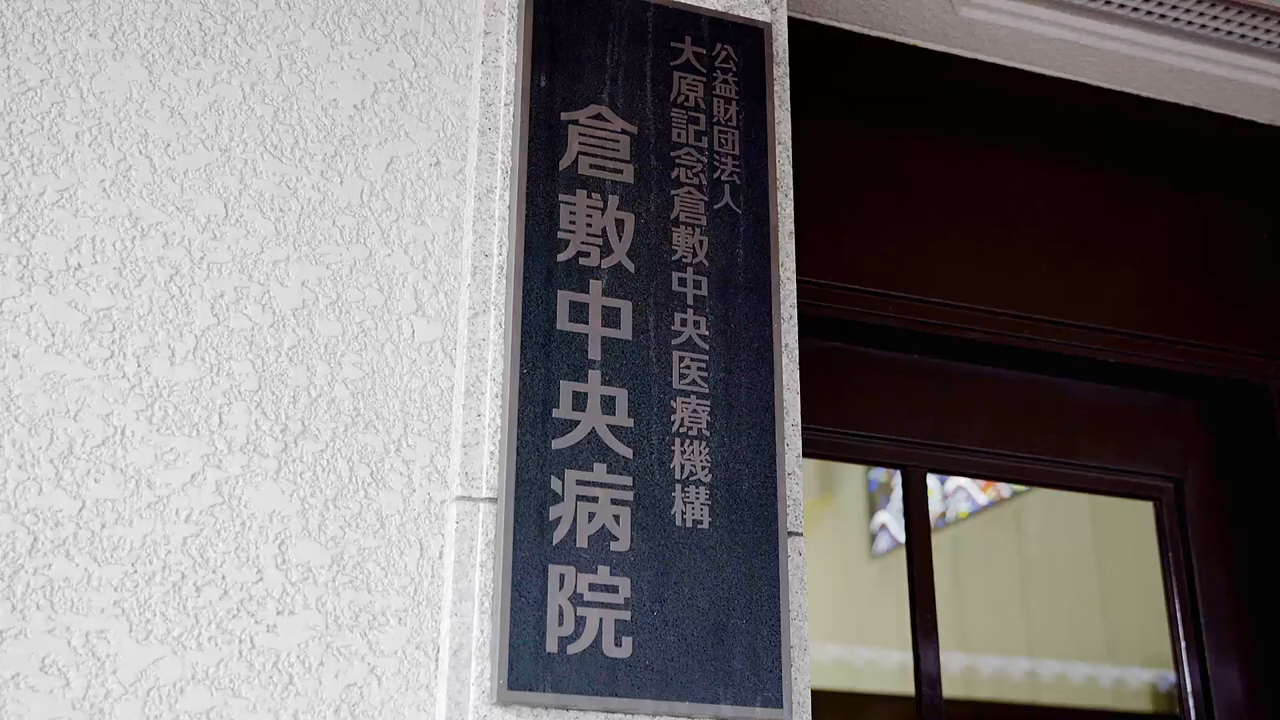 公益財団法人
大原記念倉敷中央医療機構
倉敷中央病院